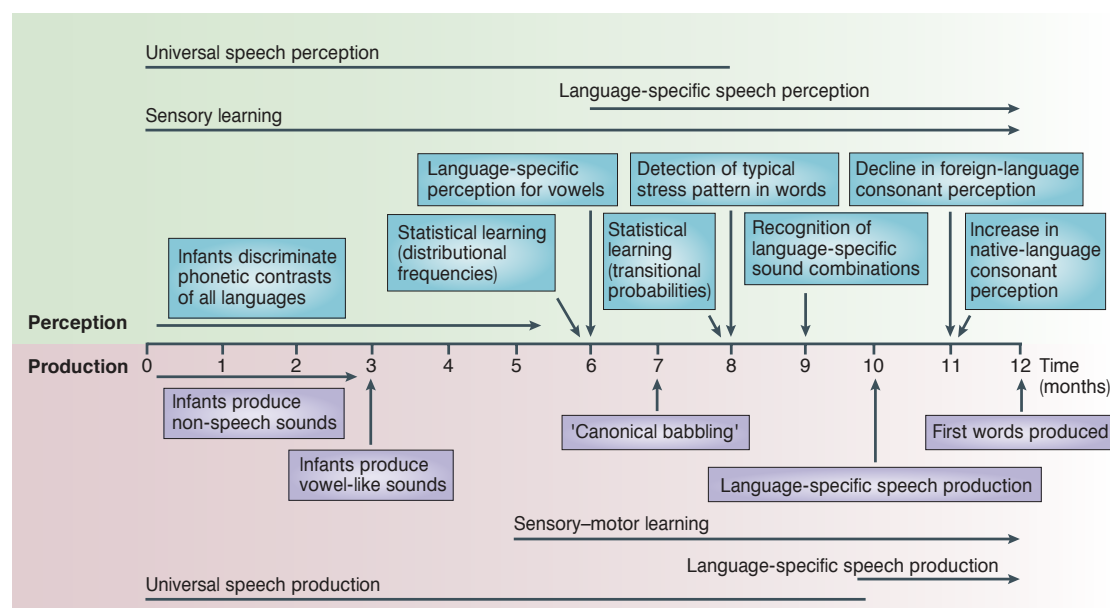 Universal speech perception
Language-specific speech perception
Sensory learning
Language-specific
perception for vowels
Detection of typical
stress pattern in words
Decline in foreign-language
consonant perception
Statistical learning
(distributional
frequencies)
Statistical
learning
(transitional
probabilities)
Recognition of
language-specific
sound combinations
Increase in
native-language
consonant
perception
Infants discriminate
phonetic contrasts
of all languages
Perception
Production
0 1 2 3 4 5 6 7 8 9 10 11 12 Time
(months)
Infants produce
non-speech sounds
'Canonical babbling'
First words produced
Infants produce
vowel-like sounds
Language-specific speech production
Sensory–motor learning
Language-specific speech production
Universal speech production